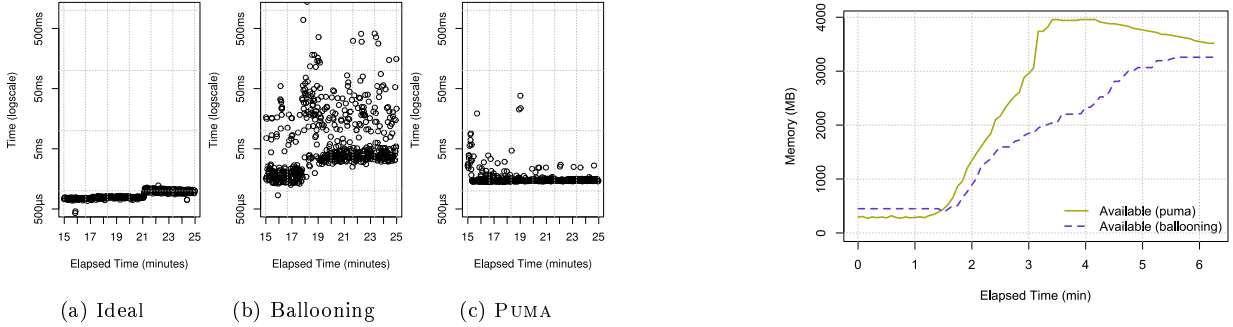 500ms
50ms
5ms
500µs
Time (logscale)
15 17 19 21 23 25
Elapsed Time (minutes)
(a) Ideal
500ms
50ms
5ms
500µs
Time (logscale)
15 17 19 21 23 25
Elapsed Time (minutes)
(b) Ballooning
500ms
50ms
5ms
500µs
Time (logscale)
15 17 19 21 23 25
Elapsed Time (minutes)
(c) PUMA
4000
3000
2000
1000
0
Memory (MB)
Available (puma)
Available (ballooning)
0 1 2 3 4 5 6
Elapsed Time (min)